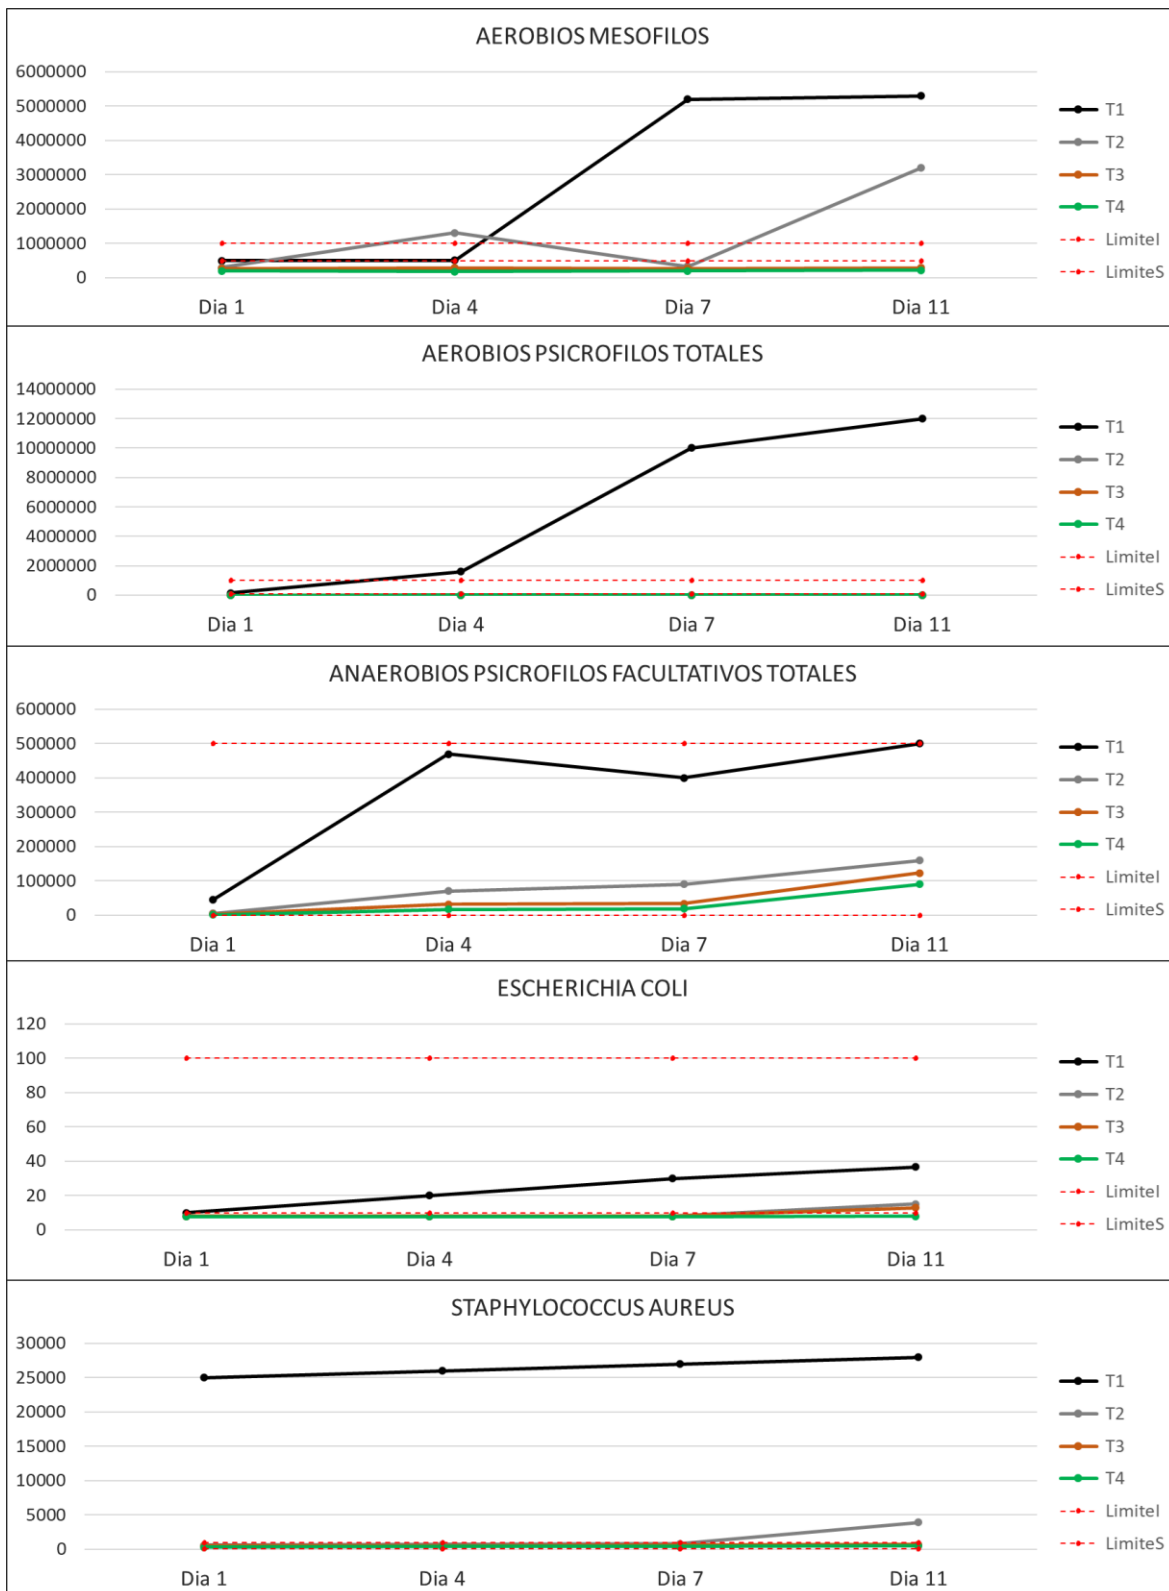 AEROBIOS MESOFILOS
6000000
5000000
4000000
3000000
2000000
1000000
0
Dia 1 Dia 4 Dia 7 Dia 11
T1
T2
T3
T4
LimiteI
LimiteS
AEROBIOS PSICROFILOS TOTALES
14000000
12000000
10000000
8000000
6000000
4000000
2000000
0
Dia 1 Dia 4 Dia 7 Dia 11
T1
T2
T3
T4
LimiteI
LimiteS
ANAEROBIOS PSICROFILOS FACULTATIVOS TOTALES
600000
500000
400000
300000
200000
100000
0
Dia 1 Dia 4 Dia 7 Dia 11
T1
T2
T3
T4
LimiteI
LimiteS
ESCHERICHIA COLI
120
100
80
60
40
20
0
Dia 1 Dia 4 Dia 7 Dia 11
T1
T2
T3
T4
LimiteI
LimiteS
STAPHYLOCOCCUS AUREUS
30000
25000
20000
15000
10000
5000
0
Dia 1 Dia 4 Dia 7 Dia 11
T1
T2
T3
T4
LimiteI
LimiteS